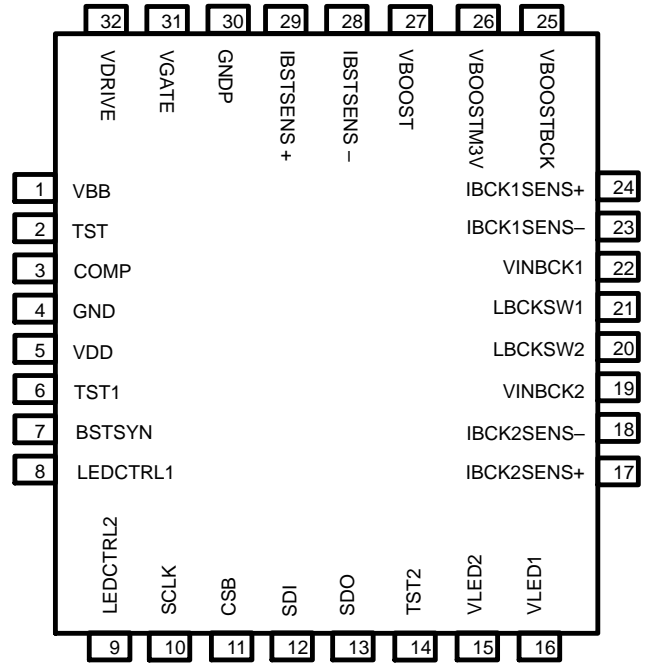 32 31 30 29 28 27 26 25
VDRIVE
VGATE
GNDP
IBSTSENS +
IBSTSENS –
VBOOST
VBOOSTM3V
VBOOSTBCK
1 VBB
2 TST
3 COMP
4 GND
5 VDD
6 TST1
7 BSTSYN
8 LEDCTRL1
IBCK1SENS+ 24
IBCK1SENS– 23
VINBCK1 22
LBCKSW1 21
LBCKSW2 20
VINBCK2 19
IBCK2SENS– 18
IBCK2SENS+ 17
LEDCTRL2
SCLK
CSB
SDI
SDO
TST2
VLED2
VLED1
9 10 11 12 13 14 15 16